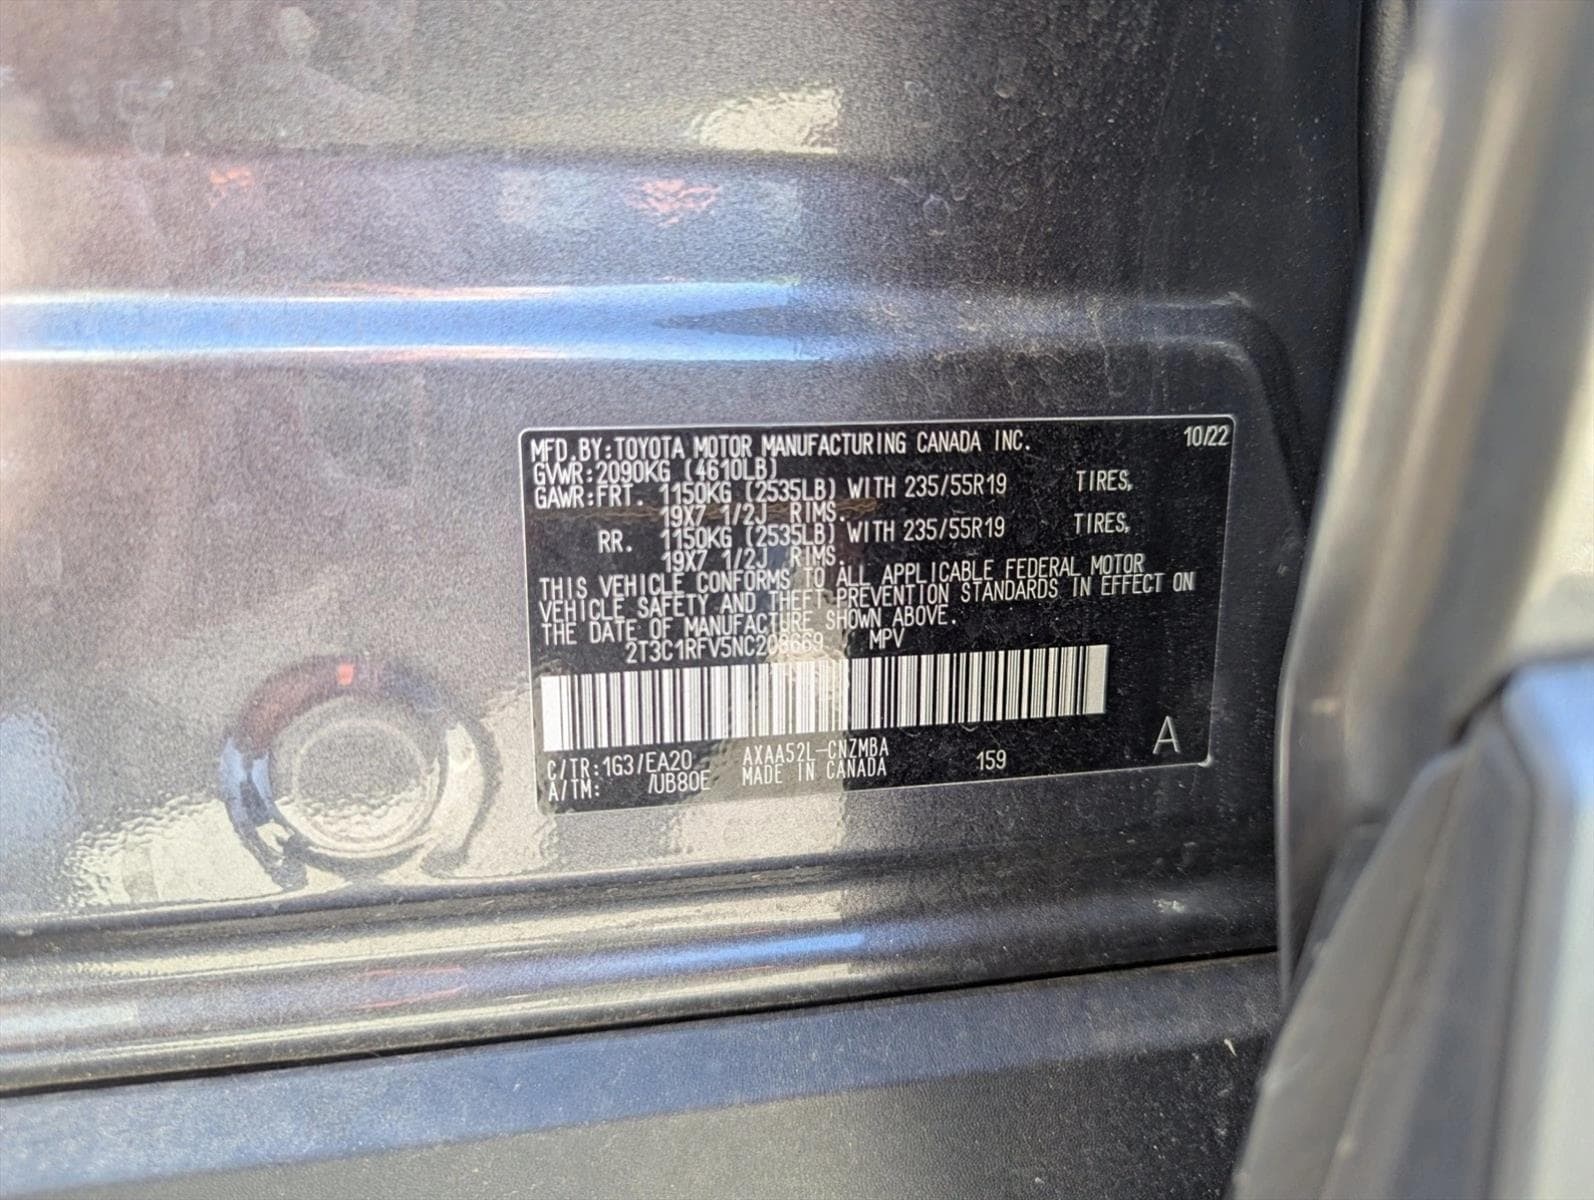 MFD.BY:TOYOTA MOTOR MANUFACTURING CANADA INC. 10/22
GVWR:2090KG (4610LB)
GAWR:FRT. 1150KG (2535LB) WITH 235/55R19 TIRES,
19X7 1/2J RIMS.
RR. 1150KG (2535LB) WITH 235/55R19 TIRES,
19X7 1/2J RIMS.
THIS VEHICLE CONFORMS TO ALL APPLICABLE FEDERAL MOTOR
VEHICLE SAFETY AND THEFT PREVENTION STANDARDS IN EFFECT ON
THE DATE OF MANUFACTURE SHOWN ABOVE.
2T3C1RFV5NC208669 MPV
C/TR:1G3/EA20 AXAA52L-CNZMBA 159 A
A/TM: /UB80E MADE IN CANADA